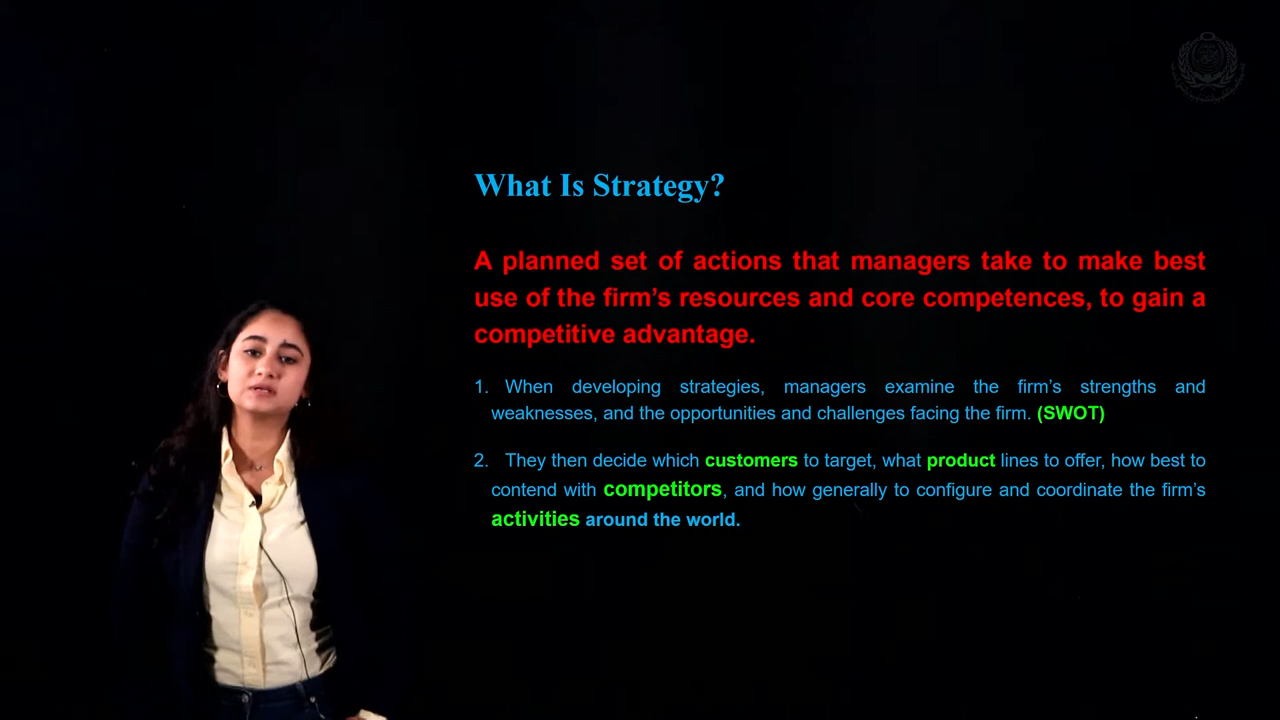 What Is Strategy?
A planned set of actions that managers take to make best
use of the firm’s resources and core competences, to gain a
competitive advantage.
1. When developing strategies, managers examine the firm’s strengths and
weaknesses, and the opportunities and challenges facing the firm. (SWOT)
2. They then decide which customers to target, what product lines to offer, how best to
contend with competitors, and how generally to configure and coordinate the firm’s
activities around the world.